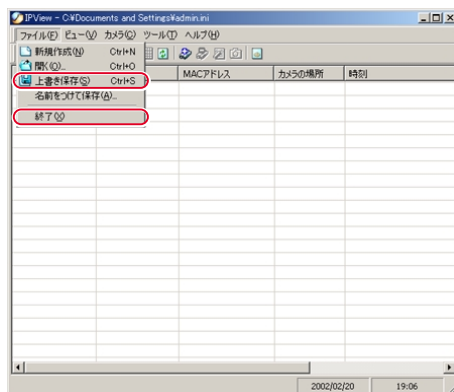 IPView - C:¥Documents and Settings¥admin.ini
ファイル(F) ビュー(V) カメラ(C) ツール(T) ヘルプ(H)
新規作成(N) Ctrl+N
開く(O)... Ctrl+O
上書き保存(S) Ctrl+S
名前をつけて保存(A)...
終了(X)
MACアドレス カメラの場所 時刻
2002/02/20 19:06